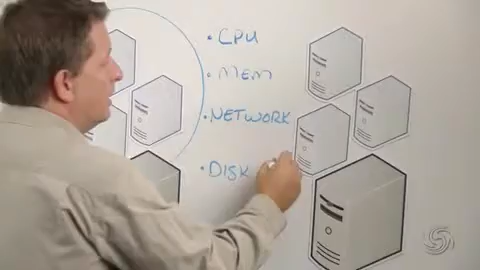 • CPU
• MEM
• NETWORK
• DISK